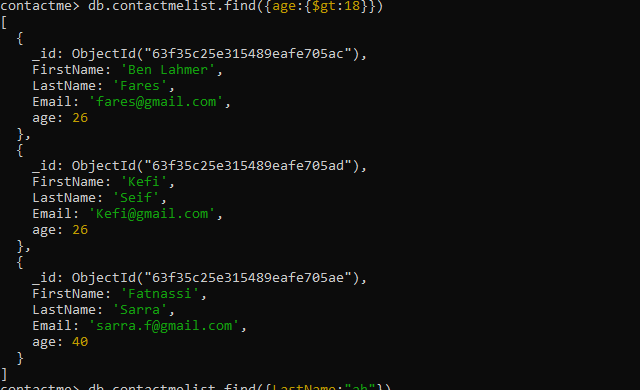 contactme> db.contactmelist.find({age:{$gt:18}})
[
  {
    _id: ObjectId("63f35c25e315489eafe705ac"),
    FirstName: 'Ben Lahmer',
    LastName: 'Fares',
    Email: 'fares@gmail.com',
    age: 26
  },
  {
    _id: ObjectId("63f35c25e315489eafe705ad"),
    FirstName: 'Kefi',
    LastName: 'Seif',
    Email: 'Kefi@gmail.com',
    age: 26
  },
  {
    _id: ObjectId("63f35c25e315489eafe705ae"),
    FirstName: 'Fatnassi',
    LastName: 'Sarra',
    Email: 'sarra.f@gmail.com',
    age: 40
  }
]
contactme> db.contactmelist.find({LastName:"ah"})